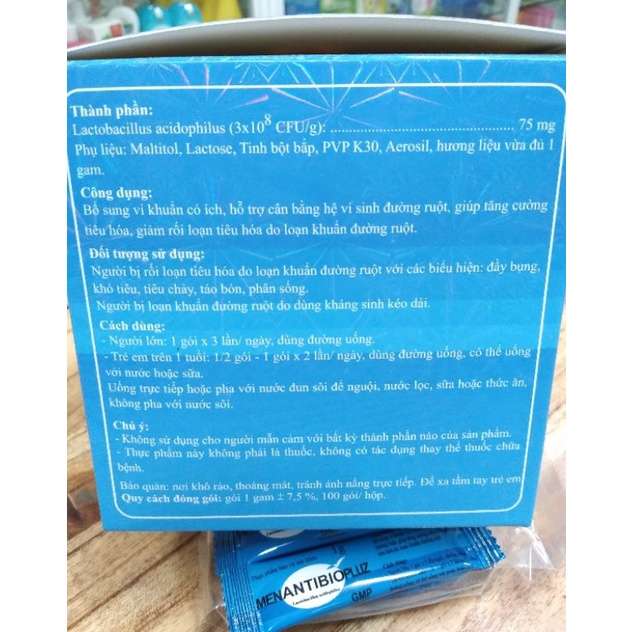 Thành phần:
Lactobacillus acidophilus (3x10⁸ CFU/g): ................................................ 75 mg
Phụ liệu: Maltitol, Lactose, Tinh bột bắp, PVP K30, Aerosil, hương liệu vừa đủ 1
gam.
Công dụng:
Bổ sung vi khuẩn có ích, hỗ trợ cân bằng hệ vi sinh đường ruột, giúp tăng cường
tiêu hóa, giảm rối loạn tiêu hóa do loạn khuẩn đường ruột.
Đối tượng sử dụng:
Người bị rối loạn tiêu hóa do loạn khuẩn đường ruột với các biểu hiện: đầy bụng,
khó tiêu, tiêu chảy, táo bón, phân sống.
Người bị loạn khuẩn đường ruột do dùng kháng sinh kéo dài.
Cách dùng:
- Người lớn: 1 gói x 3 lần/ ngày, dùng đường uống.
- Trẻ em trên 1 tuổi: 1/2 gói - 1 gói x 2 lần/ ngày, dùng đường uống, có thể uống
với nước hoặc sữa.
Uống trực tiếp hoặc pha với nước đun sôi để nguội, nước lọc, sữa hoặc thức ăn,
không pha với nước sôi.
Chú ý:
- Không sử dụng cho người mẫn cảm với bất kỳ thành phần nào của sản phẩm.
- Thực phẩm này không phải là thuốc, không có tác dụng thay thế thuốc chữa
bệnh.
Bảo quản: nơi khô ráo, thoáng mát, tránh ánh nắng trực tiếp. Để xa tầm tay trẻ em
Quy cách đóng gói: gói 1 gam ± 7,5 %, 100 gói/ hộp.
1g
MENANTIBIOPLUZ
Lactobacillus acidophilus
GMP